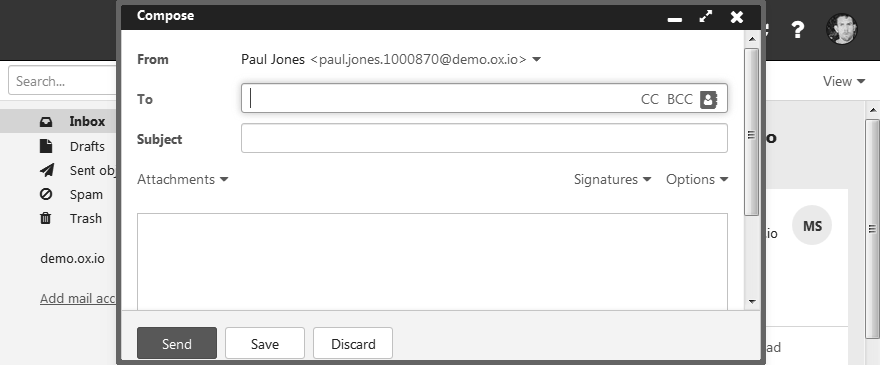 Compose
?
Search...
View
From Paul Jones <paul.jones.1000870@demo.ox.io>
To CC BCC
Inbox
Drafts
Subject
io
Sent obj
Attachments Signatures Options
Spam
Trash
MS
.io
demo.ox.io
Add mail acc
Send Save Discard
ad